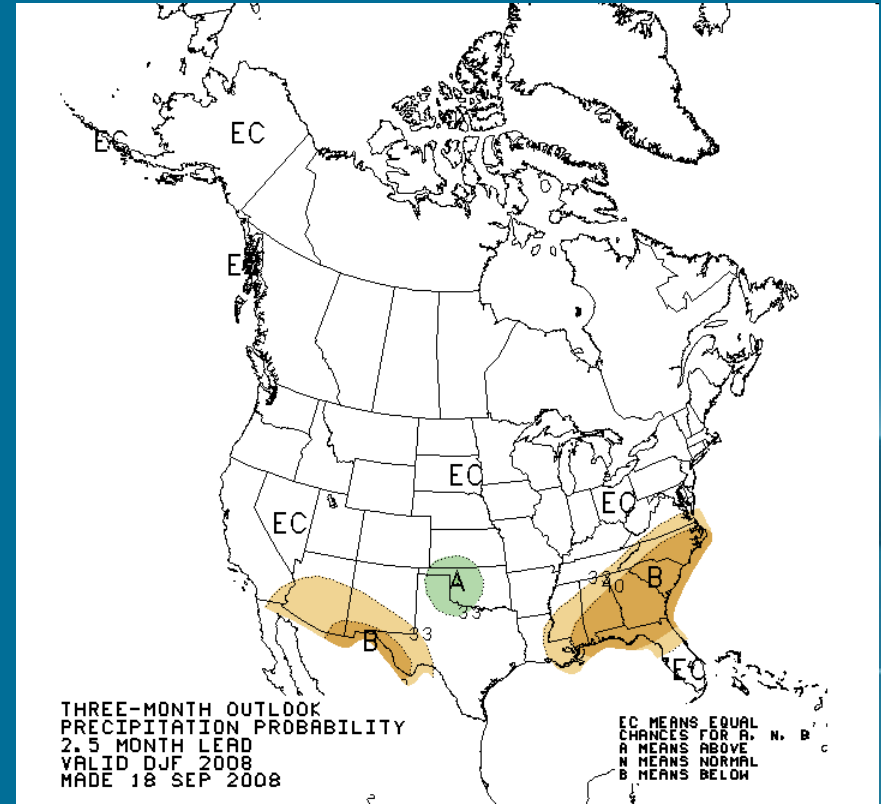 EC
EC
EC
EC
EC
A
33
40
B
33
33
B
EC
THREE-MONTH OUTLOOK
PRECIPITATION PROBABILITY
2.5 MONTH LEAD
VALID DJF 2008
MADE 18 SEP 2008
EC MEANS EQUAL
CHANCES FOR A, N, B
A MEANS ABOVE
N MEANS NORMAL
B MEANS BELOW